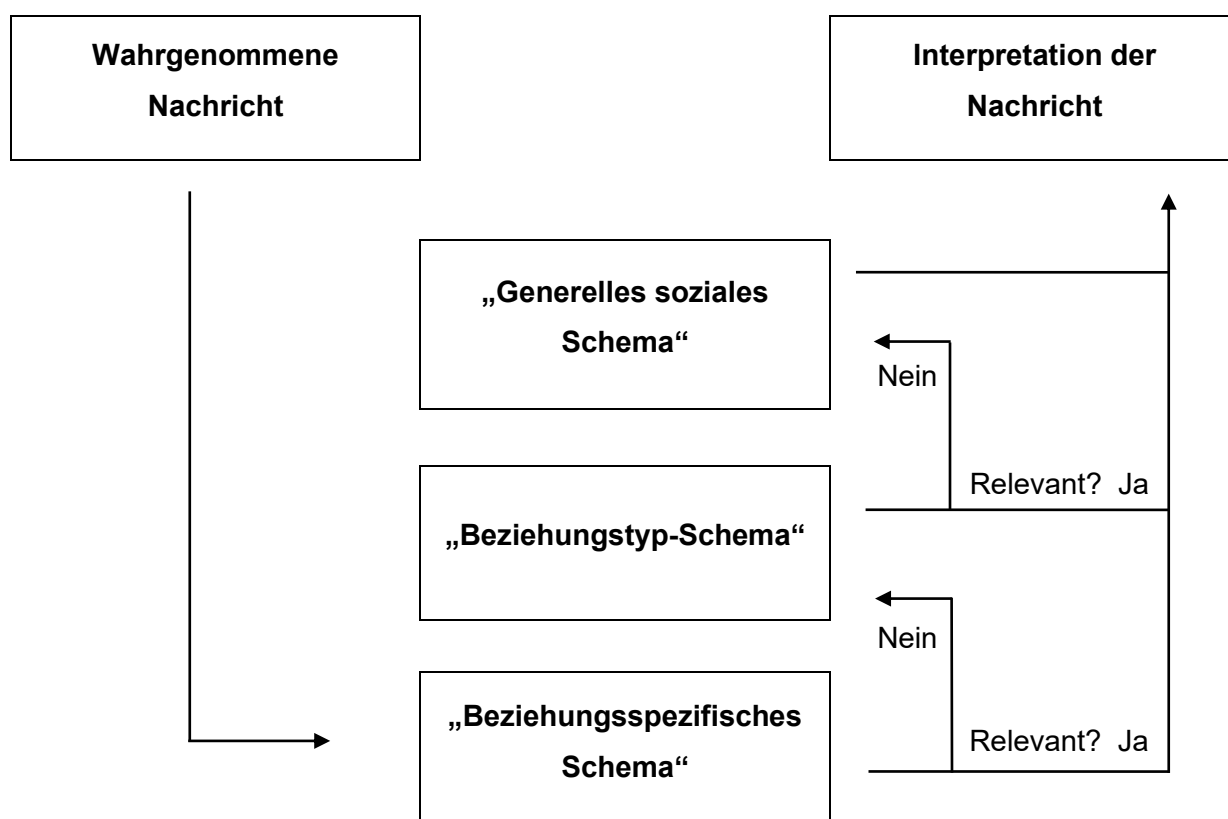 Wahrgenommene
Nachricht
Interpretation der
Nachricht
„Generelles soziales
Schema“
Nein
Relevant? Ja
„Beziehungstyp-Schema“
Nein
„Beziehungsspezifisches
Schema“
Relevant? Ja